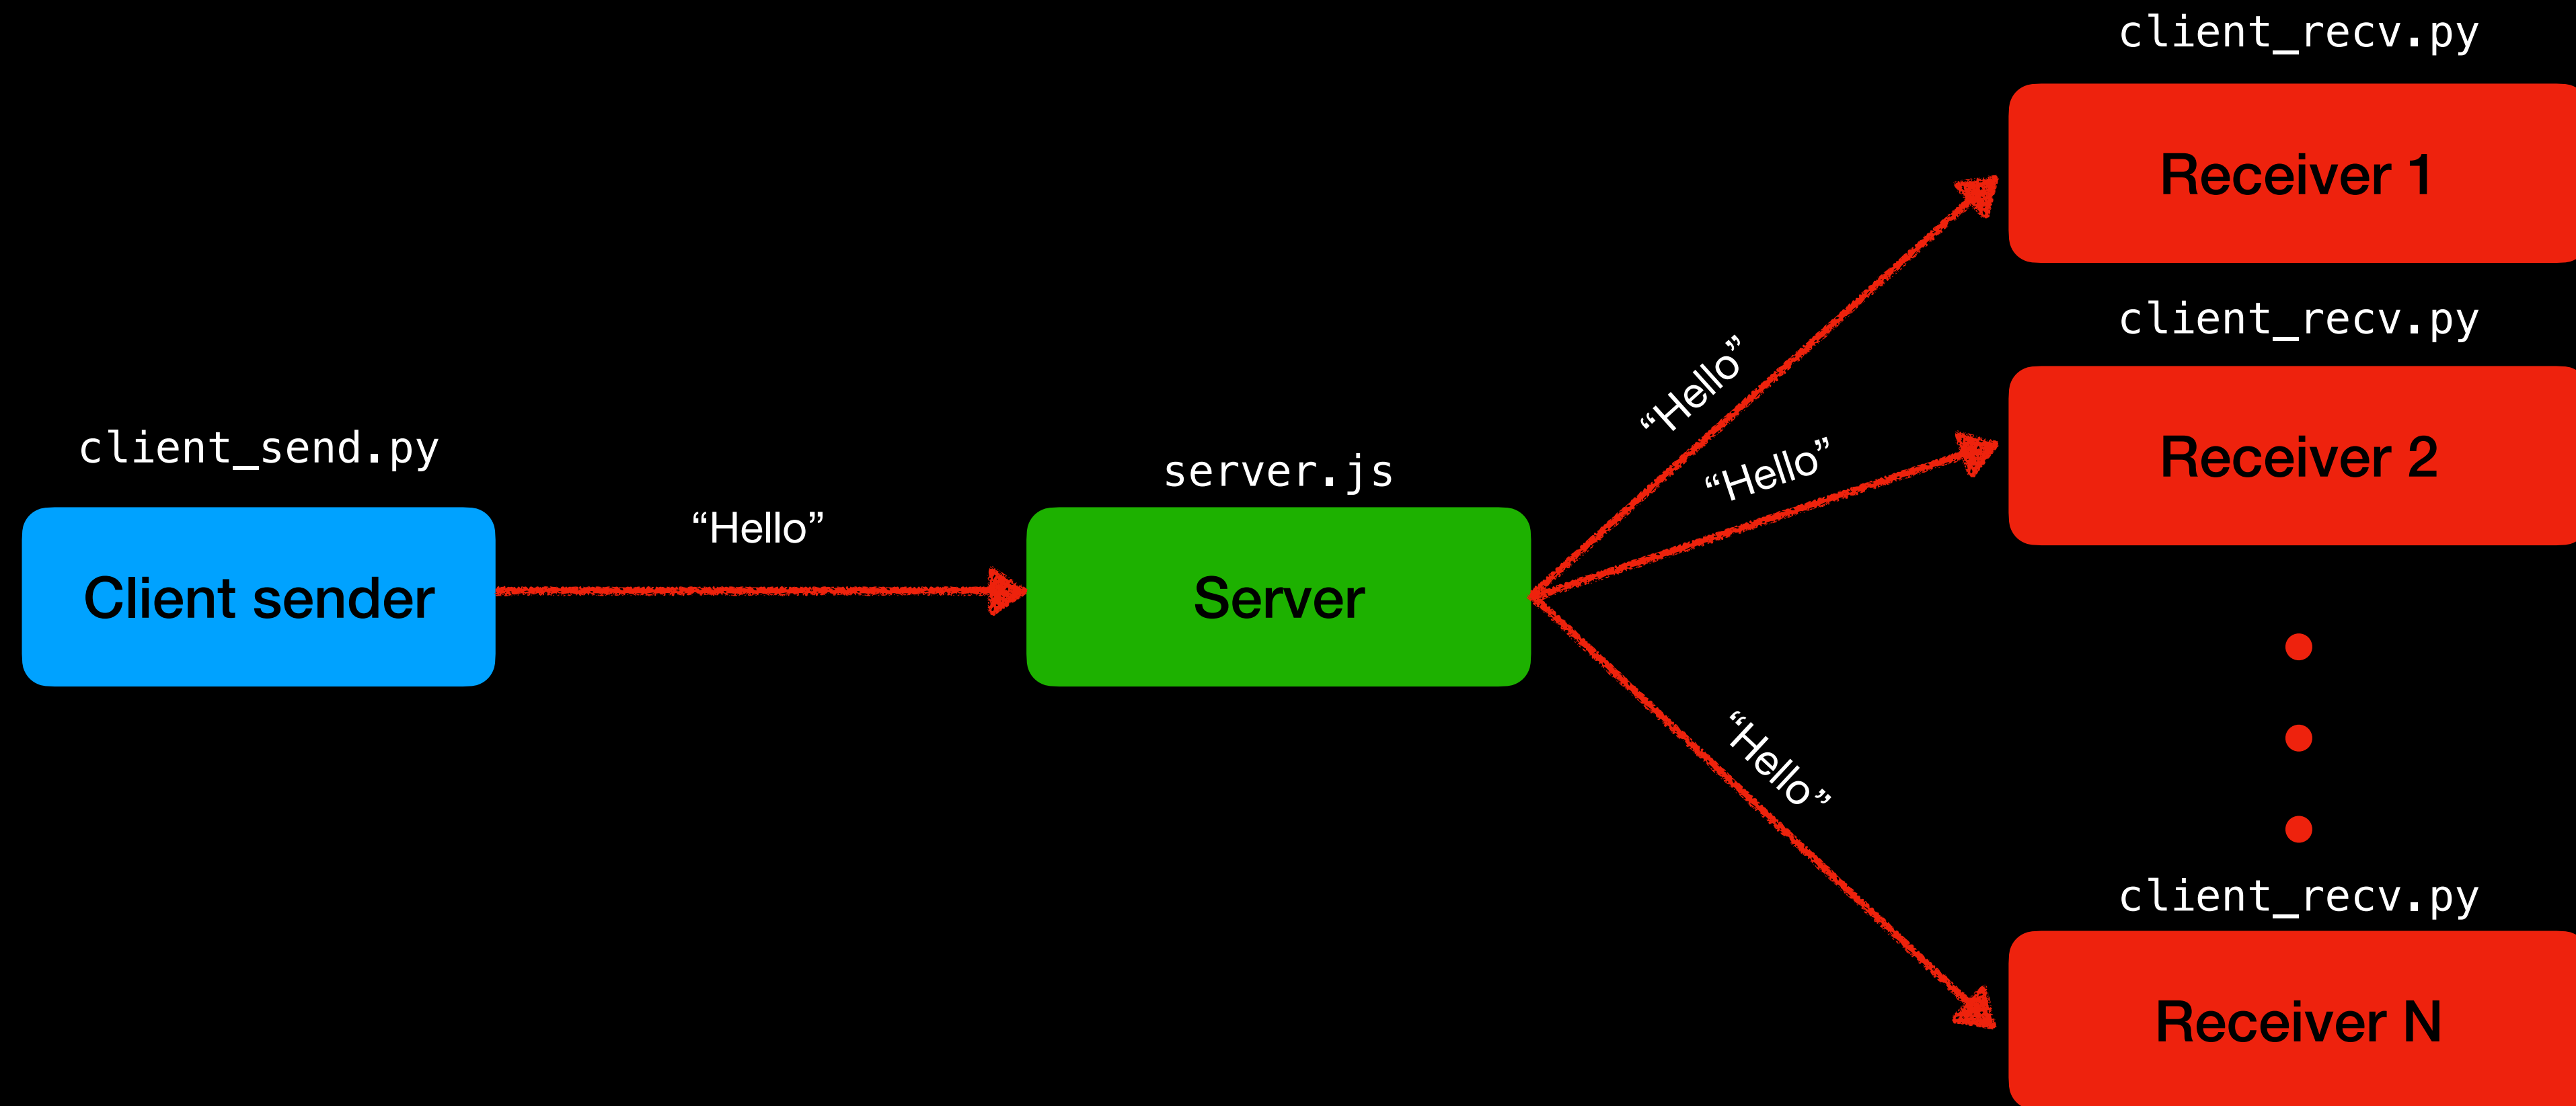 client_send.py
Client sender
“Hello”
server.js
Server
“Hello”
“Hello”
“Hello”
client_recv.py
Receiver 1
client_recv.py
Receiver 2
client_recv.py
Receiver N